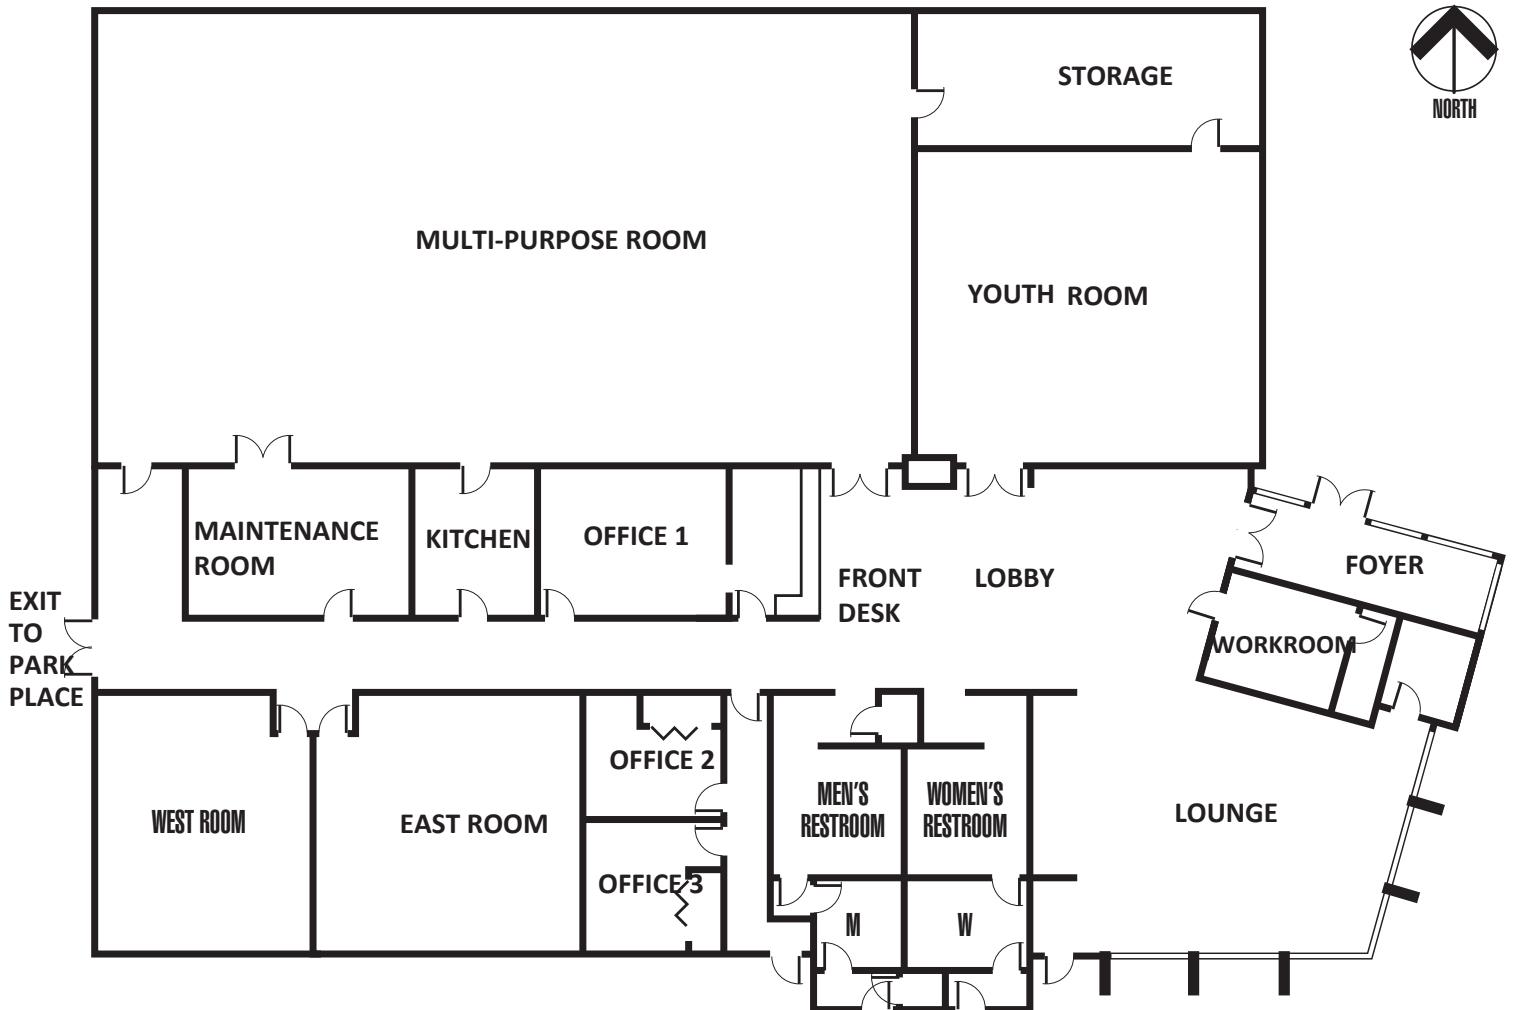 STORAGE
NORTH
MULTI-PURPOSE ROOM
YOUTH ROOM
MAINTENANCE
ROOM
KITCHEN
OFFICE 1
FRONT
DESK
LOBBY
FOYER
EXIT
TO
PARK
PLACE
WORKROOM
OFFICE 2
WEST ROOM
EAST ROOM
MEN'S
RESTROOM
WOMEN'S
RESTROOM
LOUNGE
OFFICE 3
M
W